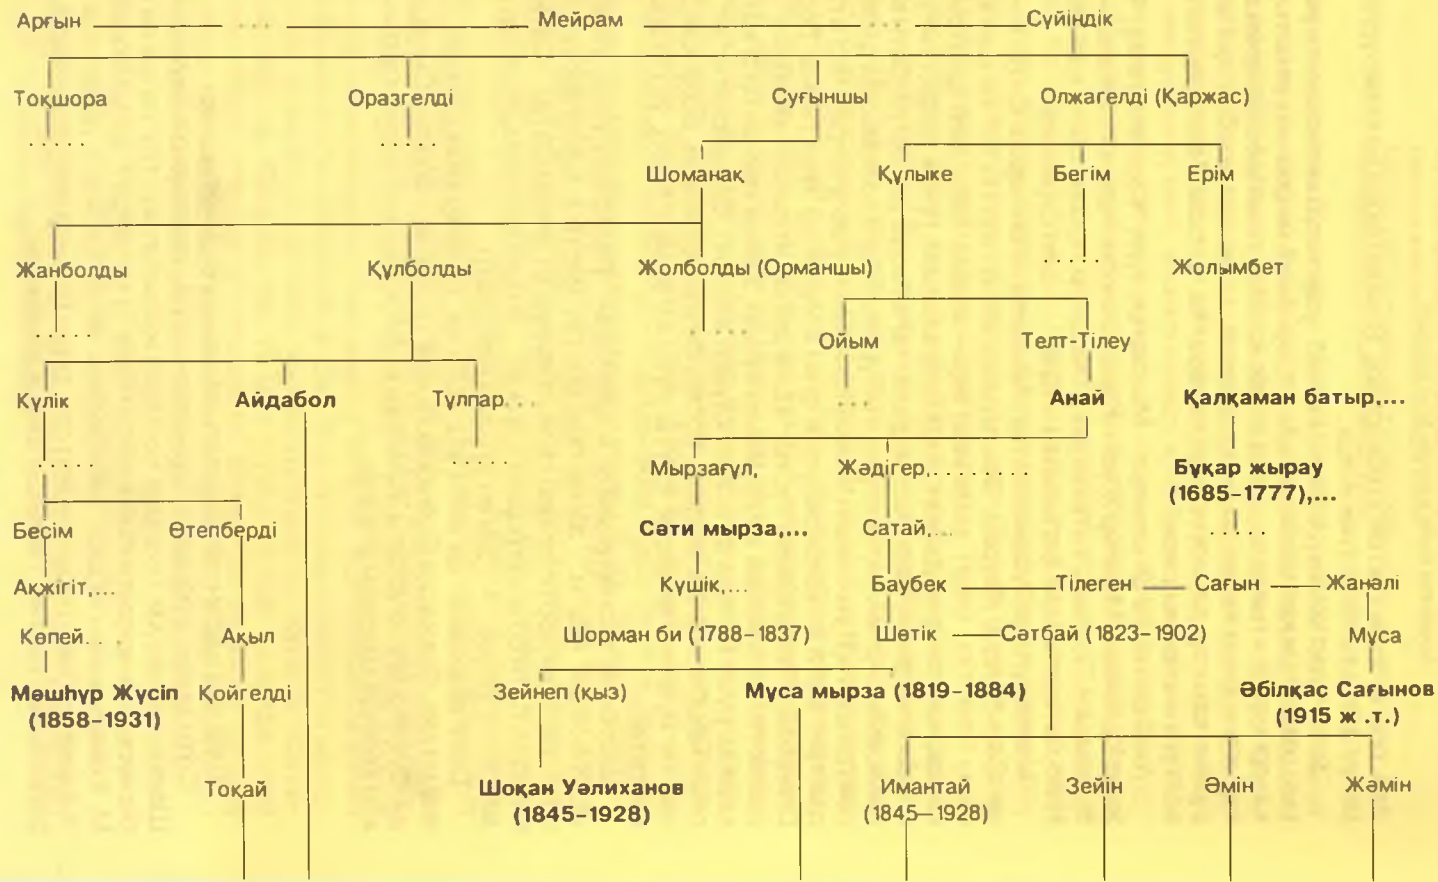 Арғын ... Мейрам ... Сүйіндік
Тоқшора Оразгелді Суғыншы Олжагелді (Қаржас)
..... .....
Шоманақ Құлыке Бегім Ерім
Жанболды Құлболды Жолболды (Орманшы) ..... Жолымбет
..... .....
Ойым Телт-Тілеу
Күлік Айдабол Тұлпар... ... Анай Қалқаман батыр,...
..... .....
Мырзағұл, Жәдігер,........ Бұқар жырау
(1685-1777),...
Бесім Өтепберді Сәти мырза,... Сатай,... .....
Ақжігіт,... Күшік,... Баубек Тілеген Сағын Жанәлі
Көпей... Ақыл Шорман би (1788-1837) Шөтік Сәтбай (1823-1902) Мұса
Мәшһүр Жүсіп Қойгелді Зейнеп (қыз) Мұса мырза (1819-1884) Әбілқас Сағынов
(1858-1931) (1915 ж .т.)
Тоқай Шоқан Уәлиханов Имантай Зейін Әмін Жәмін
(1845-1928) (1845-1928)